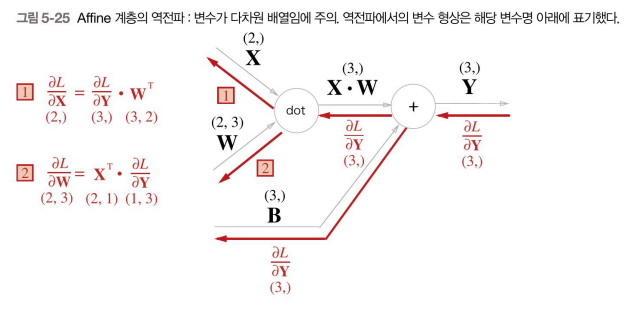 그림 5-25 Affine 계층의 역전파 : 변수가 다차원 배열임에 주의. 역전파에서의 변수 형상은 해당 변수명 아래에 표기했다.
(2,)
X
1
(2, 3)
W
2
dot
(3,)
X · W
∂L
∂Y
(3,)
+
(3,)
Y
∂L
∂Y
(3,)
(3,)
B
∂L
∂Y
(3,)
1 ∂L/∂X = ∂L/∂Y · Wᵀ
(2,) (3,) (3, 2)
2 ∂L/∂W = Xᵀ · ∂L/∂Y
(2, 3) (2, 1) (1, 3)